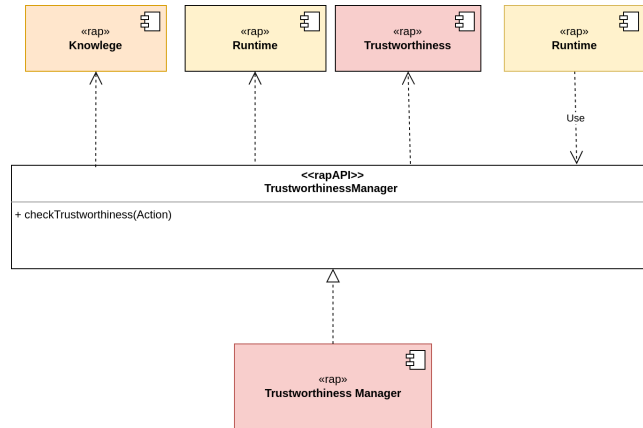 «rap»
Knowlege
«rap»
Runtime
«rap»
Trustworthiness
«rap»
Runtime
Use
<<rapAPI>>
TrustworthinessManager
+ checkTrustworthiness(Action)
«rap»
Trustworthiness Manager